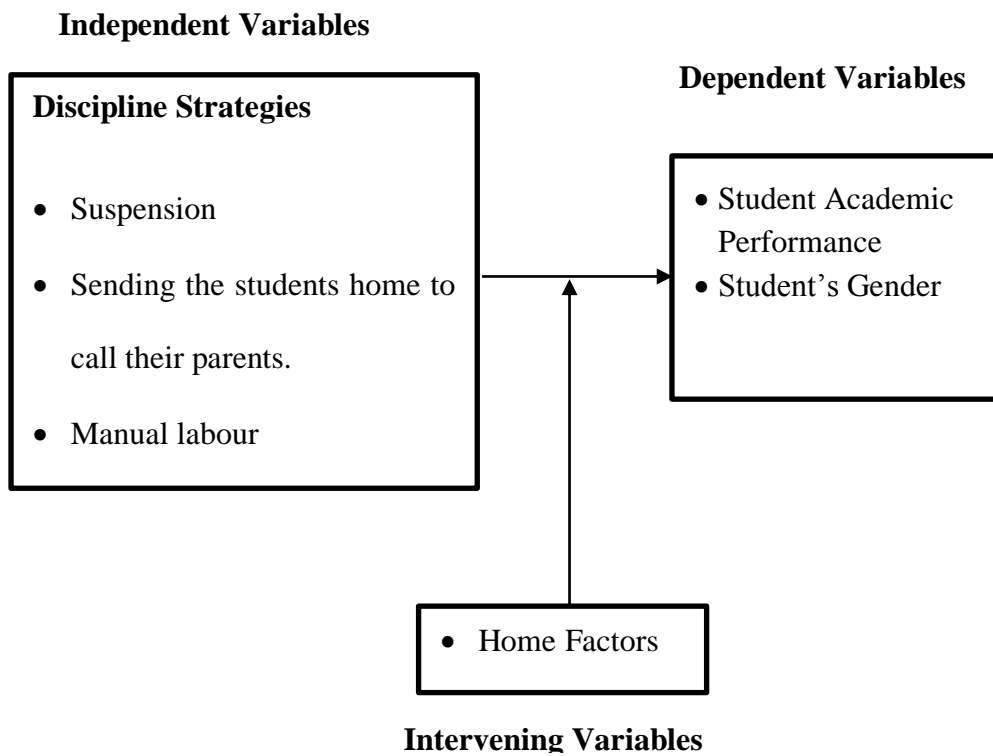 Independent Variables
Discipline Strategies
• Suspension
• Sending the students home to
call their parents.
• Manual labour
Dependent Variables
• Student Academic
Performance
• Student’s Gender
• Home Factors
Intervening Variables